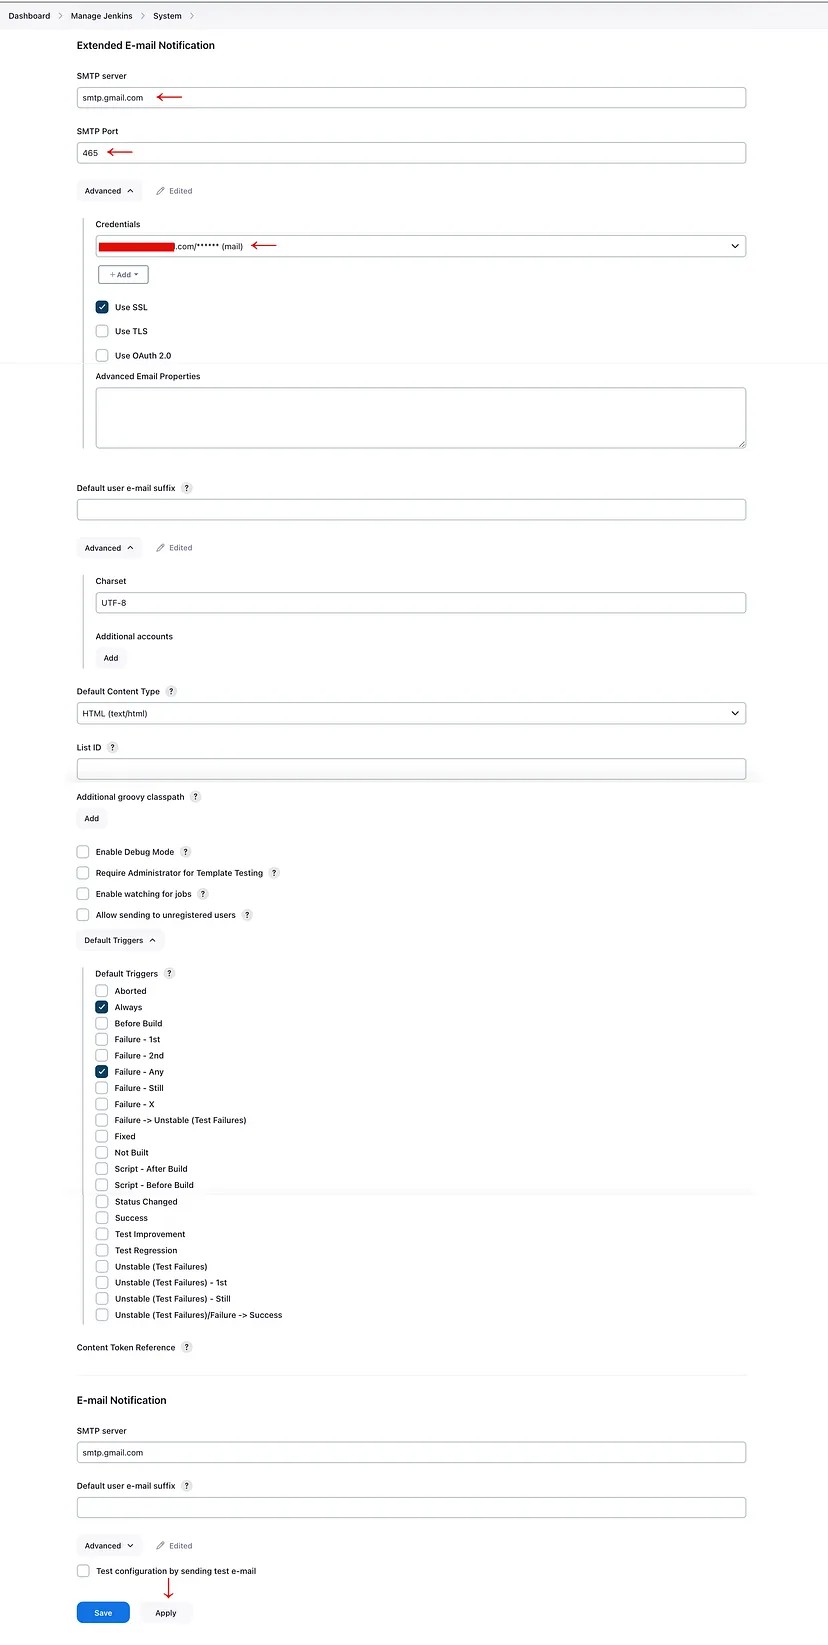 Dashboard > Manage Jenkins > System >
Extended E-mail Notification
SMTP server
smtp.gmail.com
SMTP Port
465
Advanced Edited
Credentials
.com/****** (mail)
+ Add
Use SSL
Use TLS
Use OAuth 2.0
Advanced Email Properties
Default user e-mail suffix ?
Advanced Edited
Charset
UTF-8
Additional accounts
Add
Default Content Type ?
HTML (text/html)
List ID ?
Additional groovy classpath ?
Add
Enable Debug Mode ?
Require Administrator for Template Testing ?
Enable watching for jobs ?
Allow sending to unregistered users ?
Default Triggers
Default Triggers ?
Aborted
Always
Before Build
Failure - 1st
Failure - 2nd
Failure - Any
Failure - Still
Failure - X
Failure -> Unstable (Test Failures)
Fixed
Not Built
Script - After Build
Script - Before Build
Status Changed
Success
Test Improvement
Test Regression
Unstable (Test Failures)
Unstable (Test Failures) - 1st
Unstable (Test Failures) - Still
Unstable (Test Failures)/Failure -> Success
Content Token Reference ?
E-mail Notification
SMTP server
smtp.gmail.com
Default user e-mail suffix ?
Advanced Edited
Test configuration by sending test e-mail
Save Apply